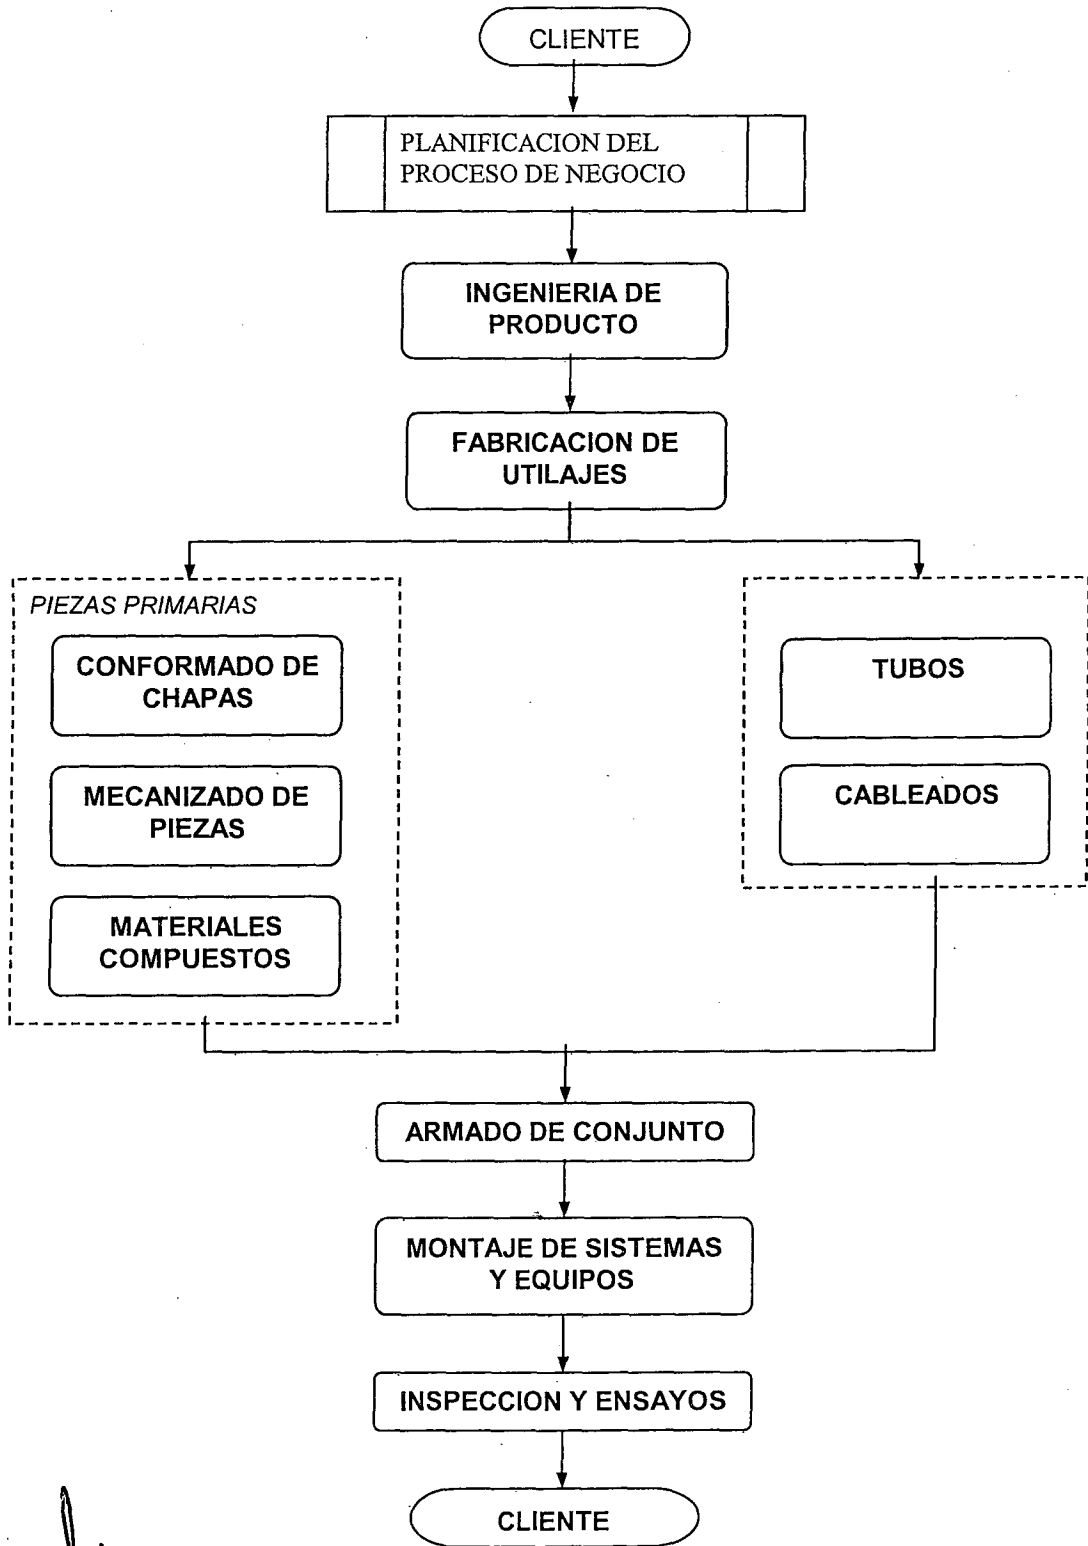 CLIENTE
PLANIFICACION DEL
PROCESO DE NEGOCIO
INGENIERIA DE
PRODUCTO
FABRICACION DE
UTILAJES
PIEZAS PRIMARIAS
CONFORMADO DE
CHAPAS
MECANIZADO DE
PIEZAS
MATERIALES
COMPUESTOS
TUBOS
CABLEADOS
ARMADO DE CONJUNTO
MONTAJE DE SISTEMAS
Y EQUIPOS
INSPECCION Y ENSAYOS
CLIENTE